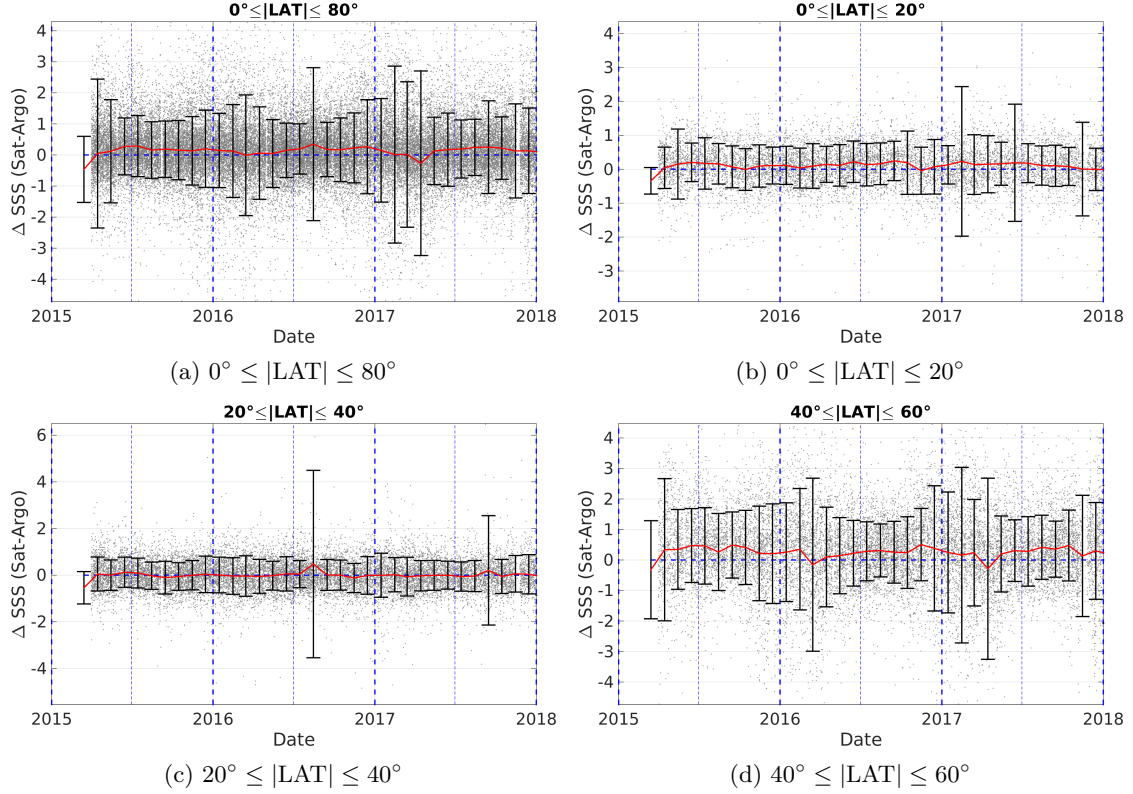 0°≤|LAT|≤ 80°
Δ SSS (Sat-Argo)
4
3
2
1
0
-1
-2
-3
-4
2015 2016 2017 2018
Date
(a) 0° ≤ |LAT| ≤ 80°
0°≤|LAT|≤ 20°
Δ SSS (Sat-Argo)
4
3
2
1
0
-1
-2
-3
2015 2016 2017 2018
Date
(b) 0° ≤ |LAT| ≤ 20°
20°≤|LAT|≤ 40°
Δ SSS (Sat-Argo)
6
4
2
0
-2
-4
2015 2016 2017 2018
Date
(c) 20° ≤ |LAT| ≤ 40°
40°≤|LAT|≤ 60°
Δ SSS (Sat-Argo)
4
3
2
1
0
-1
-2
-3
-4
2015 2016 2017 2018
Date
(d) 40° ≤ |LAT| ≤ 60°